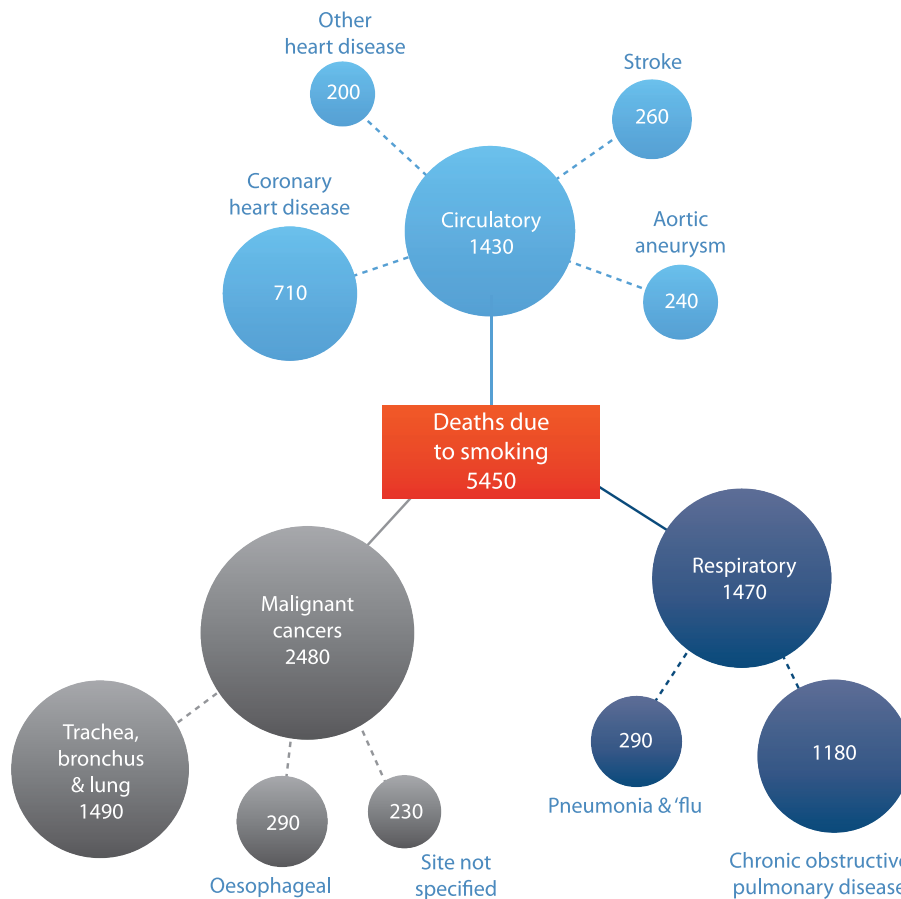 Other
heart disease
200
Stroke
260
Coronary
heart disease
710
Circulatory
1430
Aortic
aneurysm
240
Deaths due
to smoking
5450
Malignant
cancers
2480
Respiratory
1470
Trachea,
bronchus
& lung
1490
290
Oesophageal
230
Site not
specified
290
Pneumonia & ‘flu
1180
Chronic obstructive
pulmonary disease